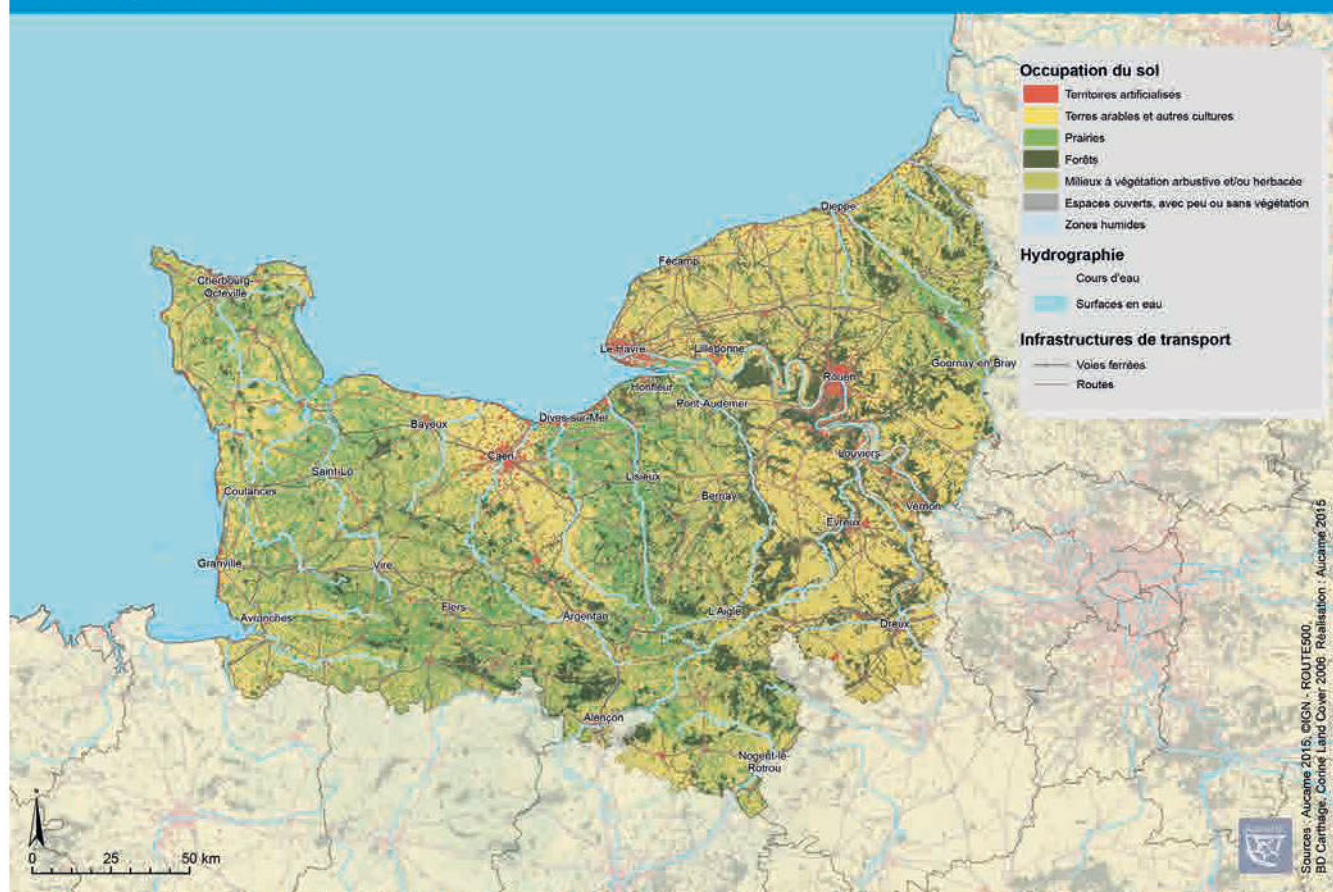 Occupation du sol
Territoires artificialisés
Terres arables et autres cultures
Prairies
Forêts
Milieux à végétation arbustive et/ou herbacée
Espaces ouverts, avec peu ou sans végétation
Zones humides
Hydrographie
Cours d'eau
Surfaces en eau
Infrastructures de transport
Voies ferrées
Routes
Dieppe
Fécamp
Cherbourg-
Octeville
Le Havre
Lillebonne
Rouen
Gournay-en-Bray
Honfleur
Pont-Audemer
Dives-sur-Mer
Bayeux
Caen
Louviers
Saint-Lô
Lisieux
Coutances
Bernay
Vernon
Evreux
Granville
Vire
Flers
Argentan
L'Aigle
Avranches
Dreux
Alençon
Nogent-le-
Rotrou
N
0 25 50 km
Sources : Aucame 2015, ©IGN - ROUTE500,
BD Carthage, Corine Land Cover 2006. Réalisation : Aucame 2015